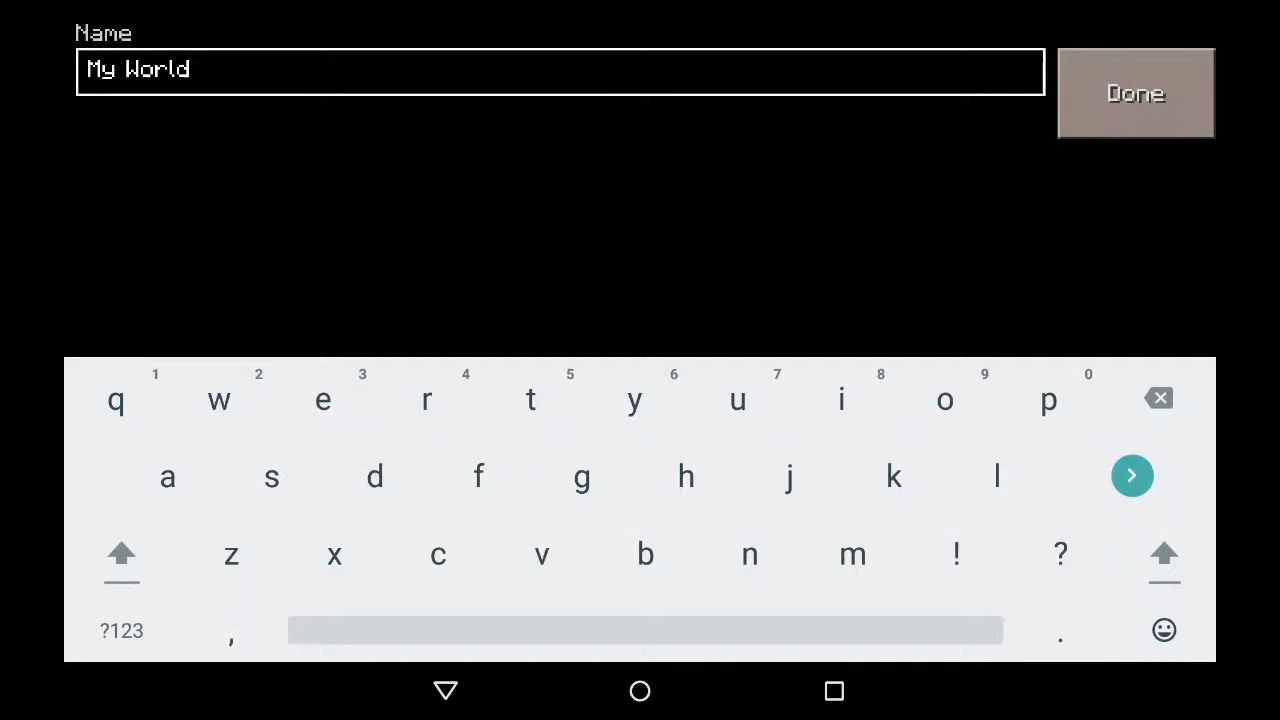 Name
My World
Done
1 2 3 4 5 6 7 8 9 0
q w e r t y u i o p
a s d f g h j k l
z x c v b n m ! ?
?123 , .